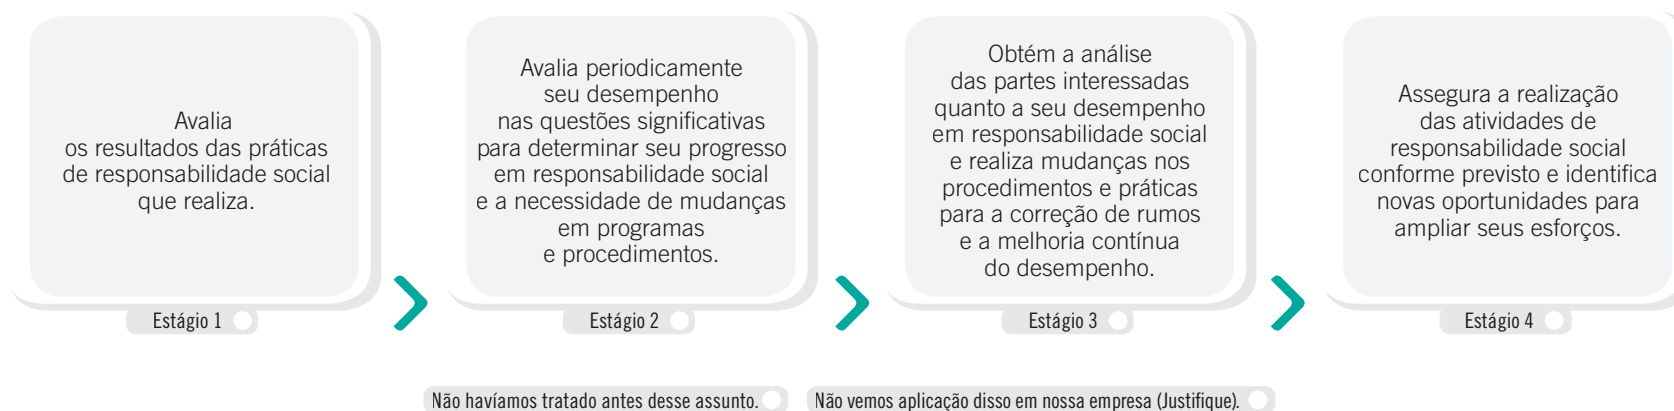 Avalia
os resultados das práticas
de responsabilidade social
que realiza.
Estágio 1
Avalia periodicamente
seu desempenho
nas questões significativas
para determinar seu progresso
em responsabilidade social
e a necessidade de mudanças
em programas
e procedimentos.
Estágio 2
Obtém a análise
das partes interessadas
quanto a seu desempenho
em responsabilidade social
e realiza mudanças nos
procedimentos e práticas
para a correção de rumos
e a melhoria contínua
do desempenho.
Estágio 3
Assegura a realização
das atividades de
responsabilidade social
conforme previsto e identifica
novas oportunidades para
ampliar seus esforços.
Estágio 4
Não havíamos tratado antes desse assunto.
Não vemos aplicação disso em nossa empresa (Justifique).